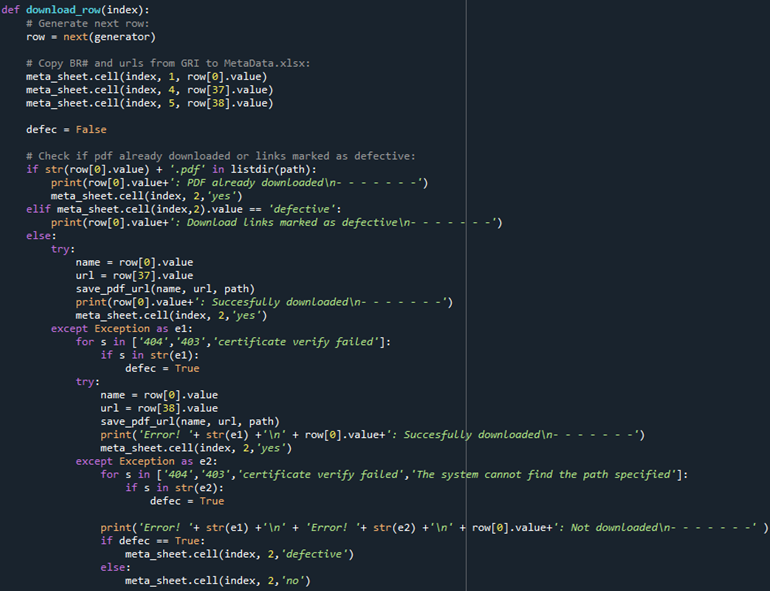 def download_row(index):
    # Generate next row:
    row = next(generator)

    # Copy BR# and urls from GRI to MetaData.xlsx:
    meta_sheet.cell(index, 1, row[0].value)
    meta_sheet.cell(index, 4, row[37].value)
    meta_sheet.cell(index, 5, row[38].value)

    defec = False

    # Check if pdf already downloaded or links marked as defective:
    if str(row[0].value) + '.pdf' in listdir(path):
        print(row[0].value+': PDF already downloaded\n- - - - - - -')
        meta_sheet.cell(index, 2,'yes')
    elif meta_sheet.cell(index,2).value == 'defective':
        print(row[0].value+': Download links marked as defective\n- - - - - - -')
    else:
        try:
            name = row[0].value
            url = row[37].value
            save_pdf_url(name, url, path)
            print(row[0].value+': Succesfully downloaded\n- - - - - - -')
            meta_sheet.cell(index, 2,'yes')
        except Exception as e1:
            for s in ['404','403','certificate verify failed']:
                if s in str(e1):
                    defec = True
            try:
                name = row[0].value
                url = row[38].value
                save_pdf_url(name, url, path)
                print('Error! '+ str(e1) +'\n' + row[0].value+': Succesfully downloaded\n- - - - - - -')
                meta_sheet.cell(index, 2,'yes')
            except Exception as e2:
                for s in ['404','403','certificate verify failed','The system cannot find the path specified']:
                    if s in str(e2):
                        defec = True

                print('Error! '+ str(e1) +'\n' + 'Error! '+ str(e2) +'\n' + row[0].value+': Not downloaded\n- - - - - - -' )
                if defec == True:
                    meta_sheet.cell(index, 2,'defective')
                else:
                    meta_sheet.cell(index, 2,'no')